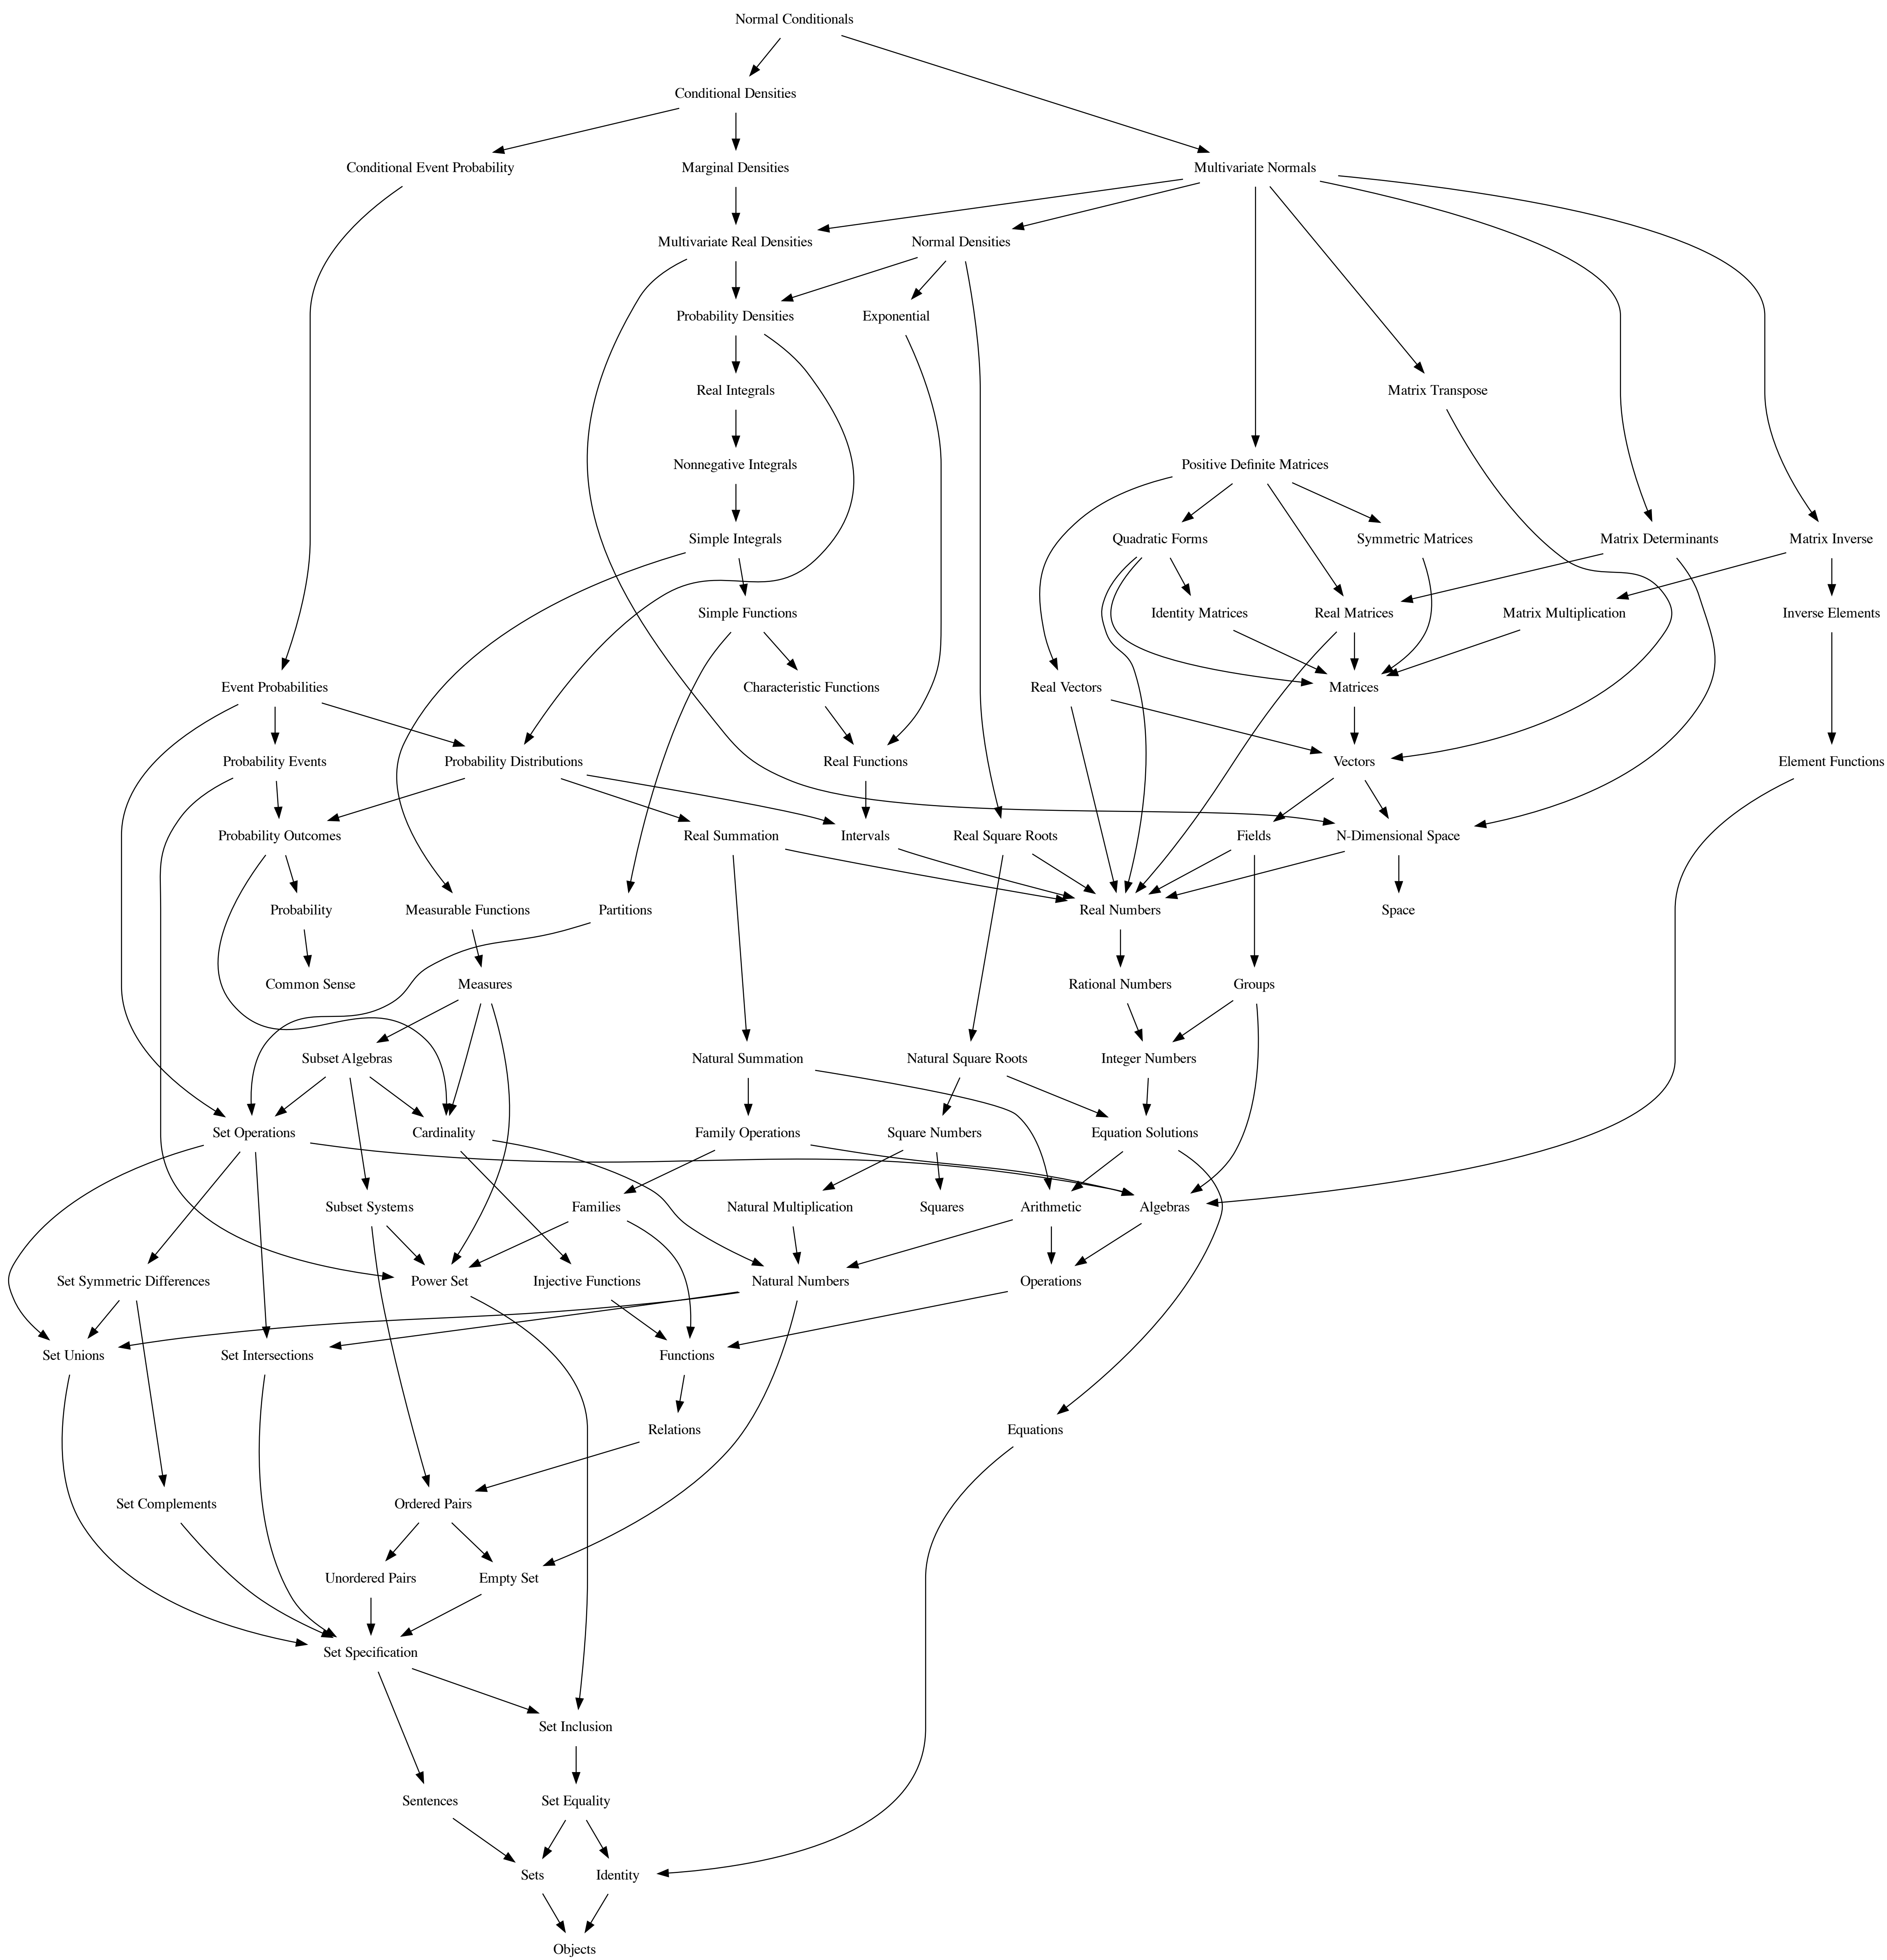 Normal Conditionals
Conditional Densities
Conditional Event Probability
Marginal Densities
Multivariate Normals
Multivariate Real Densities
Normal Densities
Probability Densities
Exponential
Real Integrals
Matrix Transpose
Nonnegative Integrals
Positive Definite Matrices
Simple Integrals
Quadratic Forms
Symmetric Matrices
Matrix Determinants
Matrix Inverse
Simple Functions
Identity Matrices
Real Matrices
Matrix Multiplication
Inverse Elements
Event Probabilities
Characteristic Functions
Real Vectors
Matrices
Probability Events
Probability Distributions
Real Functions
Vectors
Element Functions
Probability Outcomes
Real Summation
Intervals
Real Square Roots
Fields
N-Dimensional Space
Probability
Measurable Functions
Partitions
Real Numbers
Space
Common Sense
Measures
Rational Numbers
Groups
Subset Algebras
Natural Summation
Natural Square Roots
Integer Numbers
Set Operations
Cardinality
Family Operations
Square Numbers
Equation Solutions
Subset Systems
Families
Natural Multiplication
Squares
Arithmetic
Algebras
Set Symmetric Differences
Power Set
Injective Functions
Natural Numbers
Operations
Set Unions
Set Intersections
Functions
Relations
Equations
Set Complements
Ordered Pairs
Unordered Pairs
Empty Set
Set Specification
Set Inclusion
Sentences
Set Equality
Sets
Identity
Objects